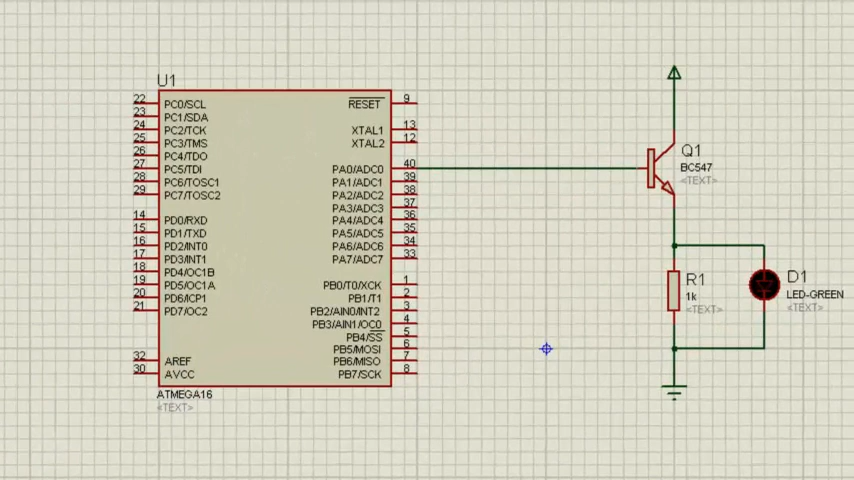 U1
22 PC0/SCL RESET 9
23 PC1/SDA
24 PC2/TCK XTAL1 13
25 PC3/TMS XTAL2 12
26 PC4/TDO
27 PC5/TDI PA0/ADC0 40
28 PC6/TOSC1 PA1/ADC1 39
29 PC7/TOSC2 PA2/ADC2 38
PA3/ADC3 37
14 PD0/RXD PA4/ADC4 36
15 PD1/TXD PA5/ADC5 35
16 PD2/INT0 PA6/ADC6 34
17 PD3/INT1 PA7/ADC7 33
18 PD4/OC1B
19 PD5/OC1A PB0/T0/XCK 1
20 PD6/ICP1 PB1/T1 2
21 PD7/OC2 PB2/AIN0/INT2 3
PB3/AIN1/OC0 4
PB4/SS 5
PB5/MOSI 6
32 AREF PB6/MISO 7
30 AVCC PB7/SCK 8
ATMEGA16
<TEXT>
Q1
BC547
<TEXT>
R1
1k
<TEXT>
D1
LED-GREEN
<TEXT>